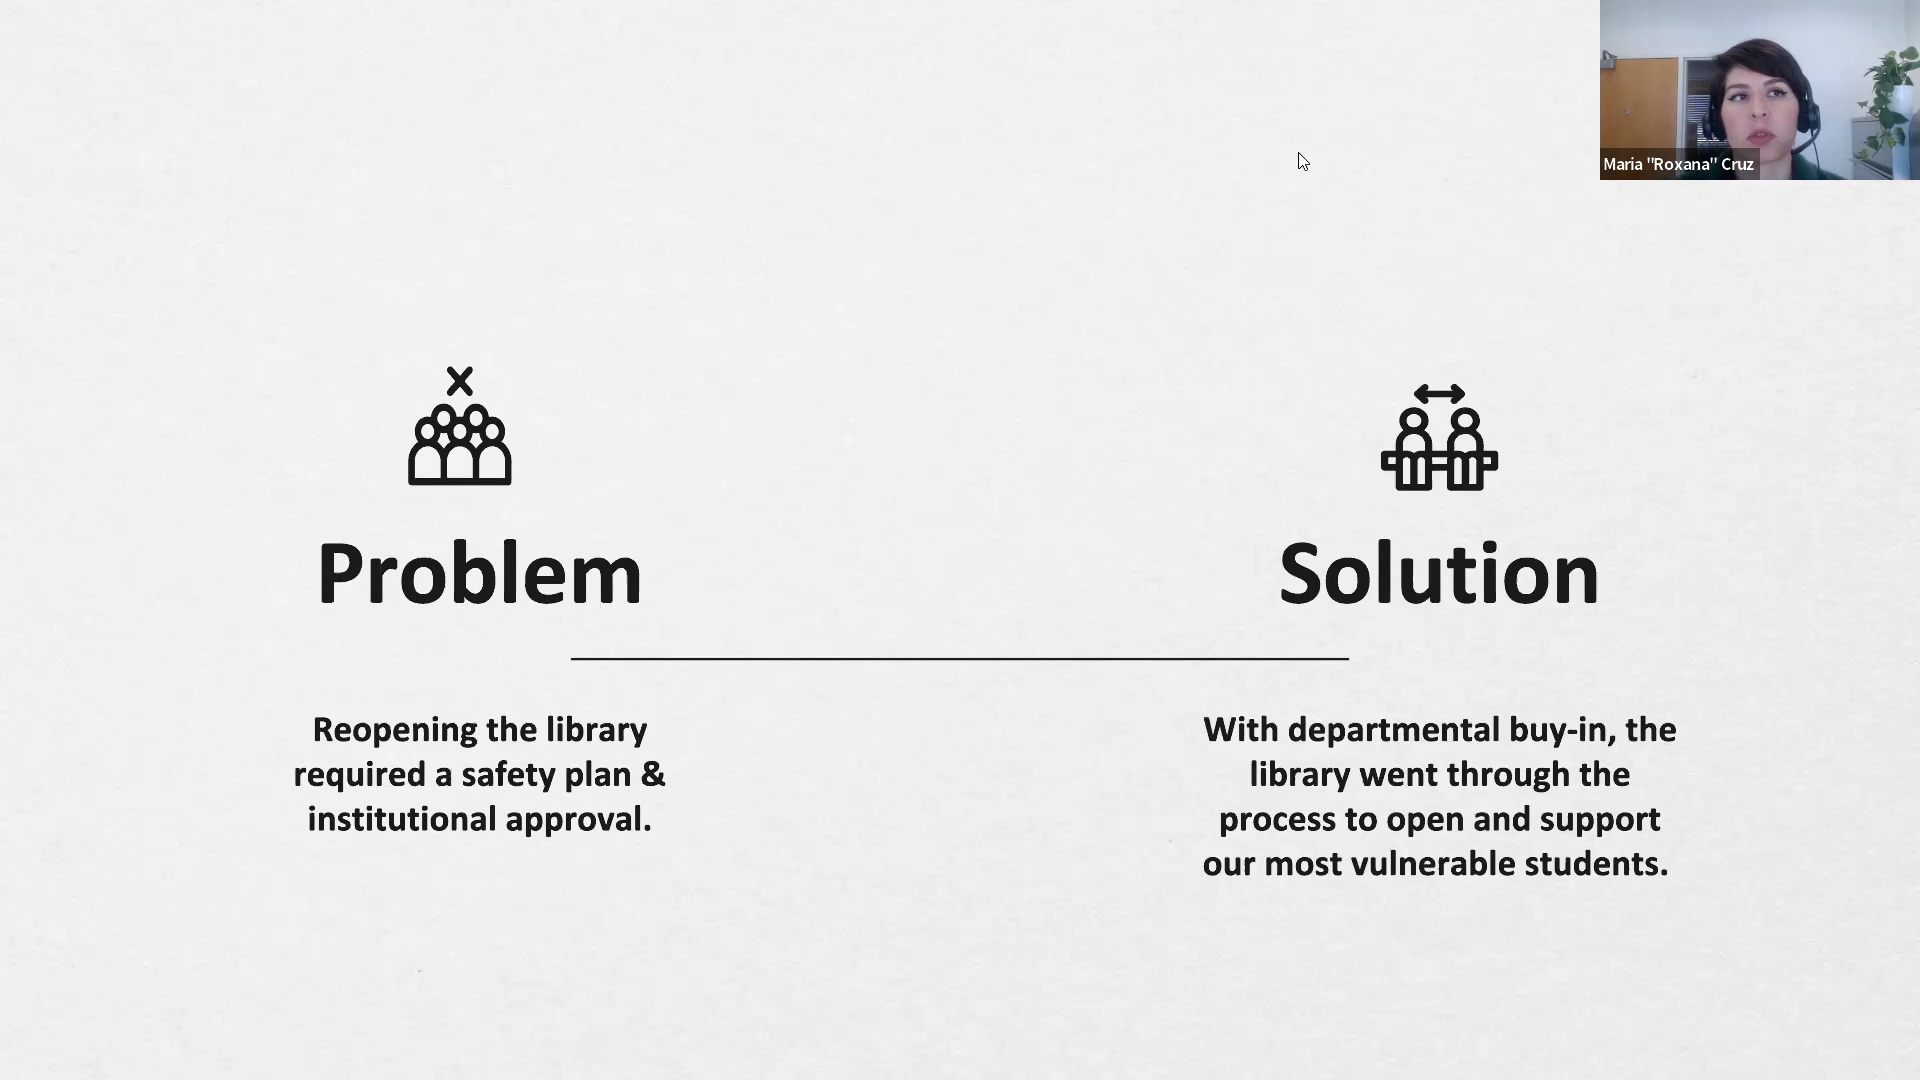 Maria "Roxana" Cruz
Problem
Reopening the library
required a safety plan &
institutional approval.
Solution
With departmental buy-in, the
library went through the
process to open and support
our most vulnerable students.